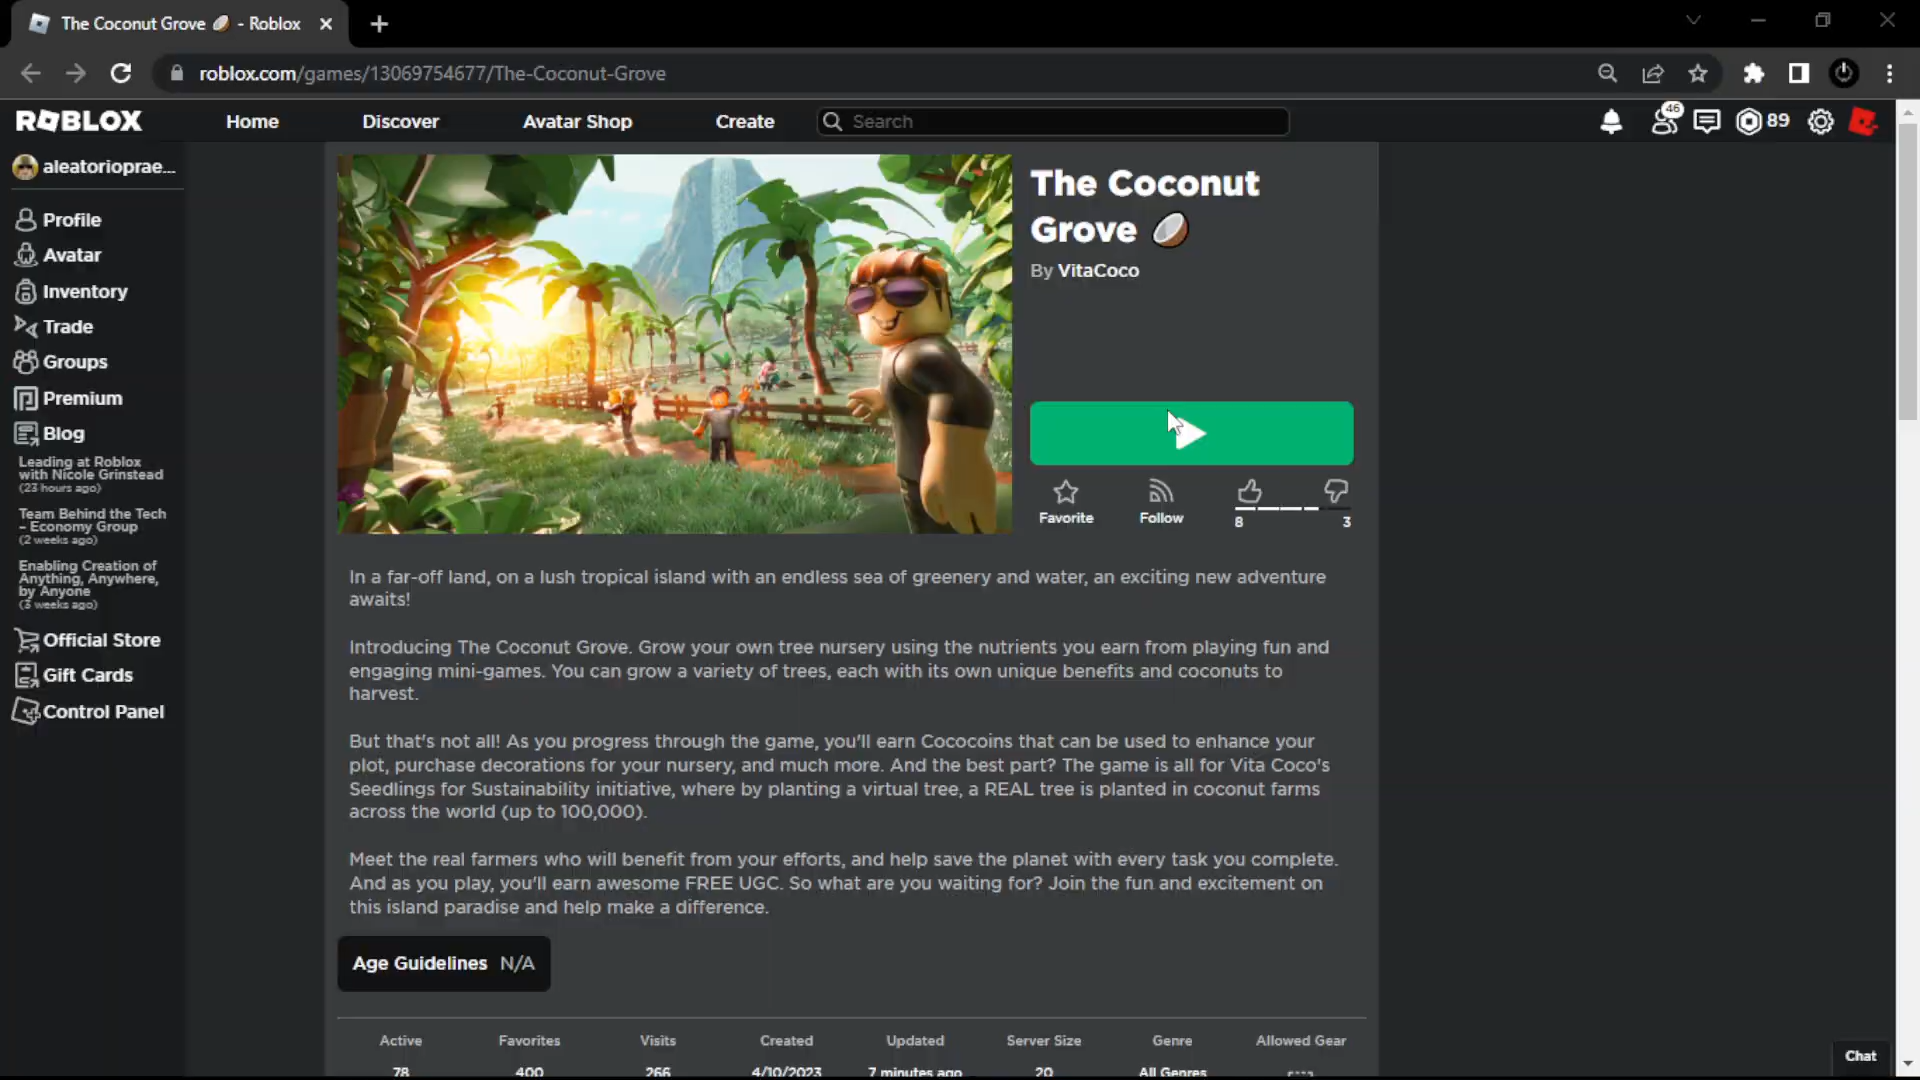 The Coconut Grove 🥥 - Roblox
roblox.com/games/13069754677/The-Coconut-Grove
ROBLOX
Home
Discover
Avatar Shop
Create
Search
46
89
aleatorioprae...
Profile
Avatar
Inventory
Trade
Groups
Premium
Blog
Leading at Roblox
with Nicole Grinstead
(23 hours ago)
Team Behind the Tech
- Economy Group
(2 weeks ago)
Enabling Creation of
Anything, Anywhere,
by Anyone
(3 weeks ago)
Official Store
Gift Cards
Control Panel
The Coconut
Grove 🥥
By VitaCoco
Favorite
Follow
8
3
In a far-off land, on a lush tropical island with an endless sea of greenery and water, an exciting new adventure
awaits!
Introducing The Coconut Grove. Grow your own tree nursery using the nutrients you earn from playing fun and
engaging mini-games. You can grow a variety of trees, each with its own unique benefits and coconuts to
harvest.
But that's not all! As you progress through the game, you'll earn Cococoins that can be used to enhance your
plot, purchase decorations for your nursery, and much more. And the best part? The game is all for Vita Coco's
Seedlings for Sustainability initiative, where by planting a virtual tree, a REAL tree is planted in coconut farms
across the world (up to 100,000).
Meet the real farmers who will benefit from your efforts, and help save the planet with every task you complete.
And as you play, you'll earn awesome FREE UGC. So what are you waiting for? Join the fun and excitement on
this island paradise and help make a difference.
Age Guidelines N/A
Active
Favorites
Visits
Created
Updated
Server Size
Genre
Allowed Gear
78
400
266
4/10/2023
7 minutes ago
20
All Genres
Chat